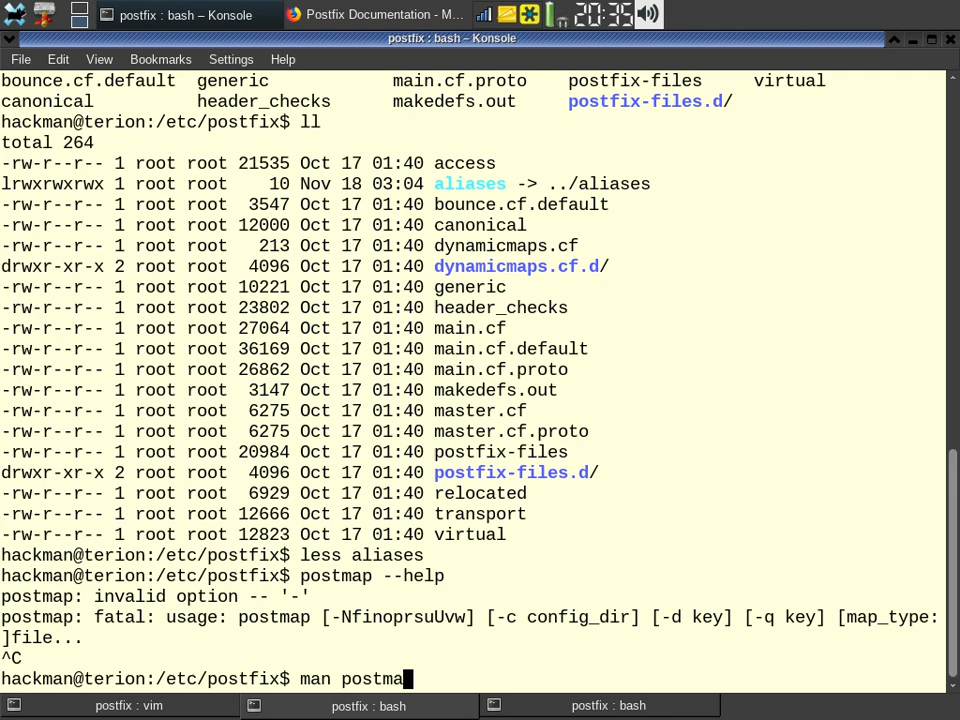 postfix : bash – Konsole
Postfix Documentation - M...
20:35
postfix : bash – Konsole
File Edit View Bookmarks Settings Help
bounce.cf.default generic main.cf.proto postfix-files virtual
canonical header_checks makedefs.out postfix-files.d/
hackman@terion:/etc/postfix$ ll
total 264
-rw-r--r-- 1 root root 21535 Oct 17 01:40 access
lrwxrwxrwx 1 root root 10 Nov 18 03:04 aliases -> ../aliases
-rw-r--r-- 1 root root 3547 Oct 17 01:40 bounce.cf.default
-rw-r--r-- 1 root root 12000 Oct 17 01:40 canonical
-rw-r--r-- 1 root root 213 Oct 17 01:40 dynamicmaps.cf
drwxr-xr-x 2 root root 4096 Oct 17 01:40 dynamicmaps.cf.d/
-rw-r--r-- 1 root root 10221 Oct 17 01:40 generic
-rw-r--r-- 1 root root 23802 Oct 17 01:40 header_checks
-rw-r--r-- 1 root root 27064 Oct 17 01:40 main.cf
-rw-r--r-- 1 root root 36169 Oct 17 01:40 main.cf.default
-rw-r--r-- 1 root root 26862 Oct 17 01:40 main.cf.proto
-rw-r--r-- 1 root root 3147 Oct 17 01:40 makedefs.out
-rw-r--r-- 1 root root 6275 Oct 17 01:40 master.cf
-rw-r--r-- 1 root root 6275 Oct 17 01:40 master.cf.proto
-rw-r--r-- 1 root root 20984 Oct 17 01:40 postfix-files
drwxr-xr-x 2 root root 4096 Oct 17 01:40 postfix-files.d/
-rw-r--r-- 1 root root 6929 Oct 17 01:40 relocated
-rw-r--r-- 1 root root 12666 Oct 17 01:40 transport
-rw-r--r-- 1 root root 12823 Oct 17 01:40 virtual
hackman@terion:/etc/postfix$ less aliases
hackman@terion:/etc/postfix$ postmap --help
postmap: invalid option -- '-'
postmap: fatal: usage: postmap [-NfinoprsuUvw] [-c config_dir] [-d key] [-q key] [map_type:
]file...
^C
hackman@terion:/etc/postfix$ man postma
postfix : vim
postfix : bash
postfix : bash